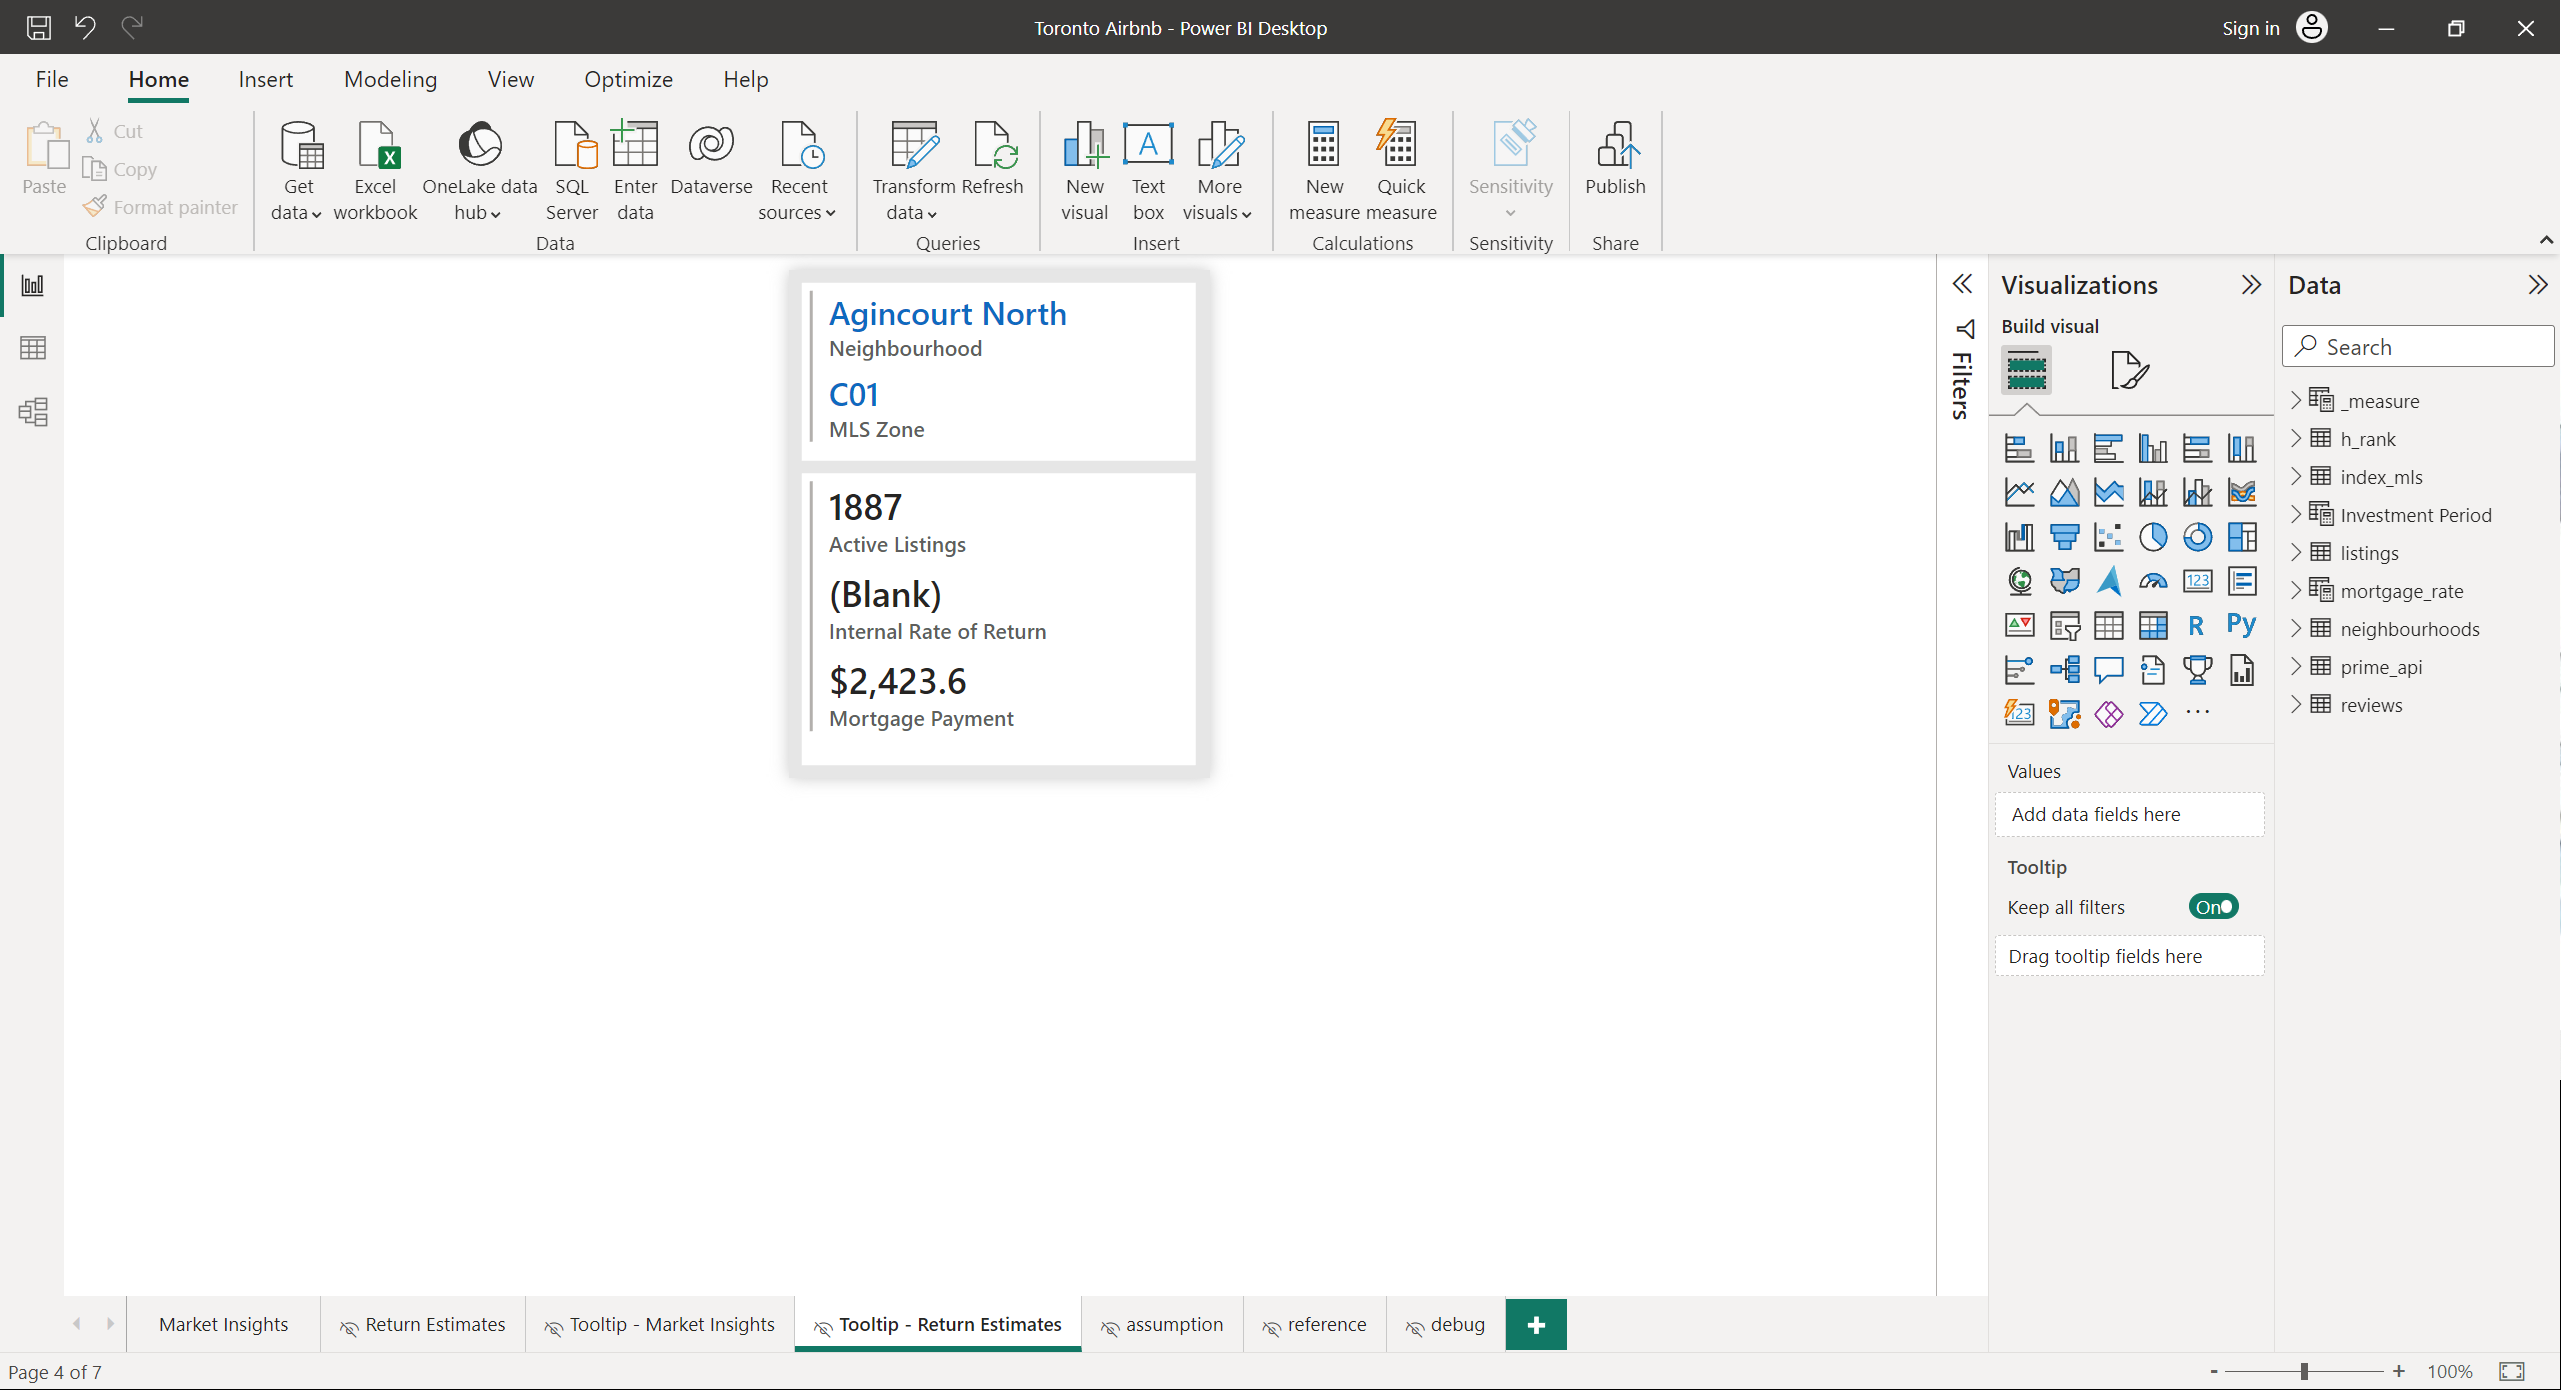 Toronto Airbnb - Power BI Desktop
Sign in
File Home Insert Modeling View Optimize Help
Paste
Cut
Copy
Format painter
Clipboard
Get data
Excel workbook
OneLake data hub
SQL Server
Enter data
Dataverse
Recent sources
Data
Transform data
Refresh
Queries
New visual
Text box
More visuals
Insert
New measure
Quick measure
Calculations
Sensitivity
Sensitivity
Publish
Share
Agincourt North
Neighbourhood
C01
MLS Zone
1887
Active Listings
(Blank)
Internal Rate of Return
$2,423.6
Mortgage Payment
Filters
Visualizations
Build visual
123
R
Py
123
...
Values
Add data fields here
Tooltip
Keep all filters
On
Drag tooltip fields here
Data
Search
_measure
h_rank
index_mls
Investment Period
listings
mortgage_rate
neighbourhoods
prime_api
reviews
Market Insights
Return Estimates
Tooltip - Market Insights
Tooltip - Return Estimates
assumption
reference
debug
+
Page 4 of 7
- + 100%